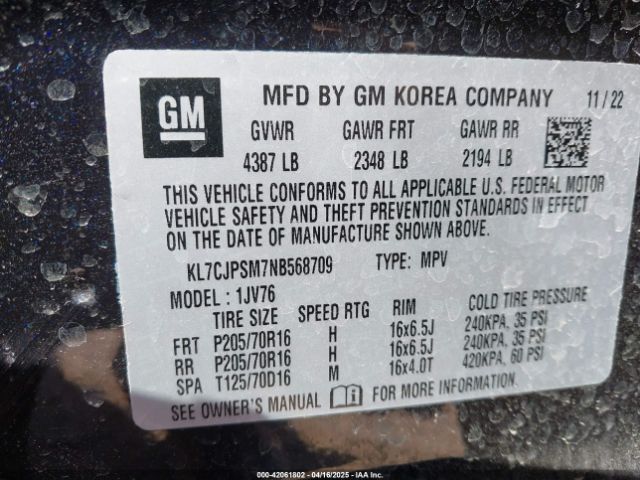 GM
MFD BY GM KOREA COMPANY 11/22
GVWR GAWR FRT GAWR RR
4387 LB 2348 LB 2194 LB
THIS VEHICLE CONFORMS TO ALL APPLICABLE U.S. FEDERAL MOTOR
VEHICLE SAFETY AND THEFT PREVENTION STANDARDS IN EFFECT
ON THE DATE OF MANUFACTURE SHOWN ABOVE.
KL7CJPSM7NB568709 TYPE: MPV
MODEL: 1JV76
TIRE SIZE SPEED RTG RIM COLD TIRE PRESSURE
FRT P205/70R16 H 16x6.5J 240KPA, 35 PSI
RR P205/70R16 H 16x6.5J 240KPA, 35 PSI
SPA T125/70D16 M 16x4.0T 420KPA, 60 PSI
SEE OWNER'S MANUAL FOR MORE INFORMATION
000-42061802 - 04/16/2025 - IAAI.COM